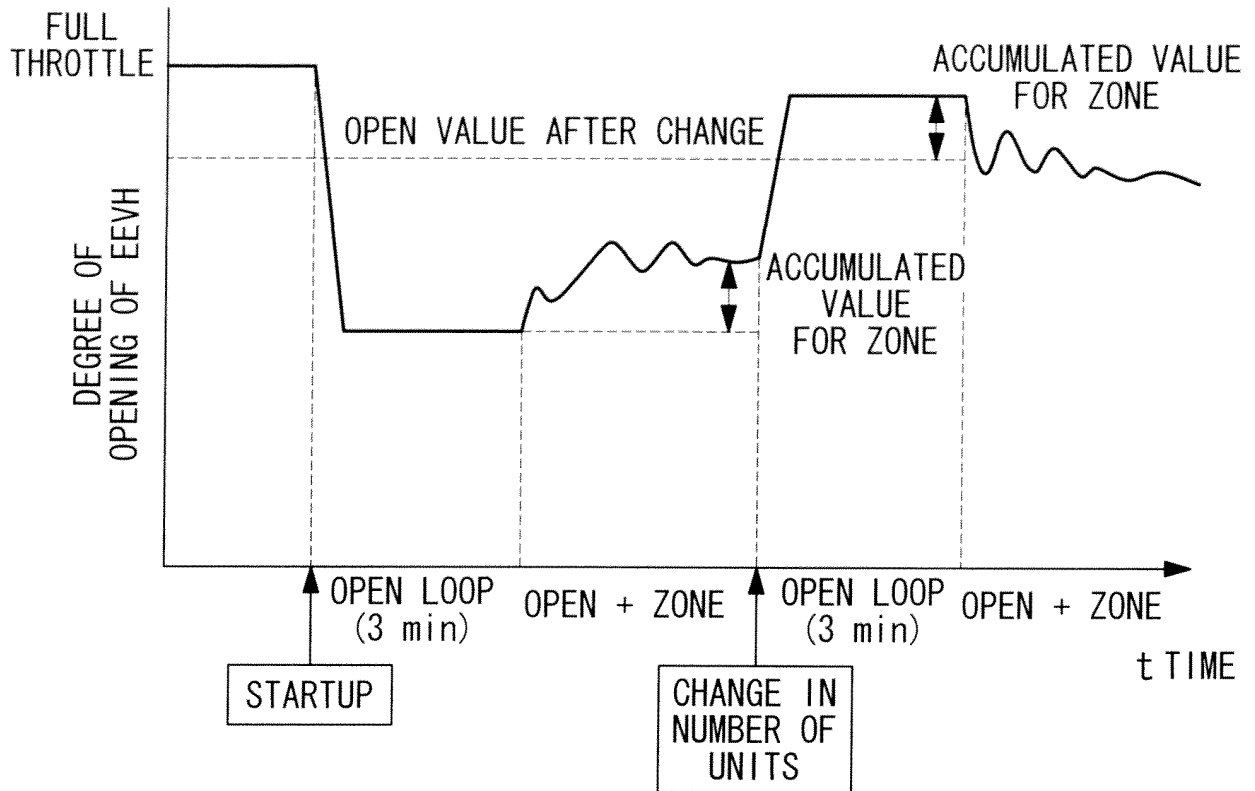 FULL
THROTTLE
ACCUMULATED VALUE
FOR ZONE
OPEN VALUE AFTER CHANGE
DEGREE OF
OPENING OF EEVH
ACCUMULATED
VALUE
FOR ZONE
OPEN LOOP
(3 min)
OPEN + ZONE
OPEN LOOP
(3 min)
OPEN + ZONE
t TIME
STARTUP
CHANGE IN
NUMBER OF
UNITS